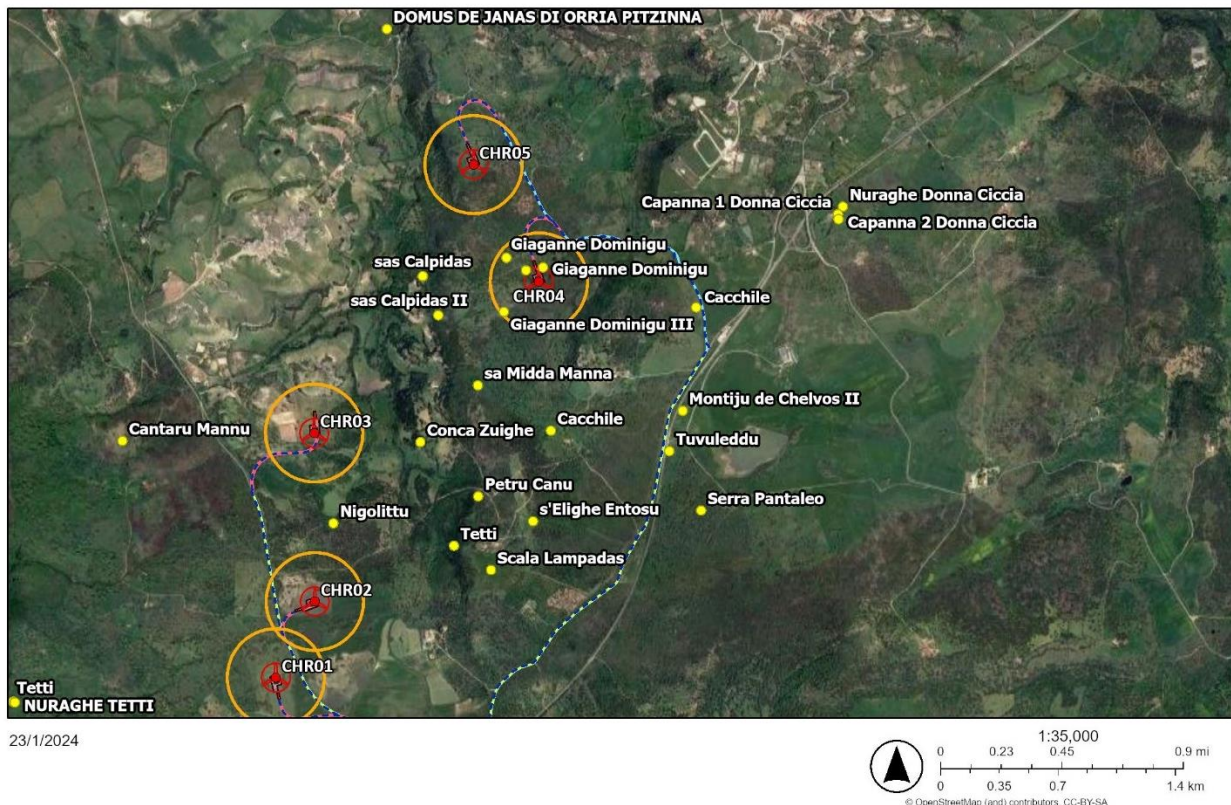 DOMUS DE JANAS DI ORRIA PITZINNA
CHR05
Capanna 1 Donna Ciccia
Nuraghe Donna Ciccia
Capanna 2 Donna Ciccia
Giaganne Dominigu
sas Calpidas
Giaganne Dominigu
CHR04
sas Calpidas II
Cacchile
Giaganne Dominigu III
sa Midda Manna
Montiju de Chelvos II
CHR03
Cantaru Mannu
Conca Zuighe
Cacchile
Tuvuleddu
Petru Canu
Serra Pantaleo
s'Elighe Entosu
Nigolittu
Tetti
Scala Lampadas
CHR02
CHR01
Tetti
NURAGHE TETTI
23/1/2024
1:35,000
0 0.23 0.45 0.9 mi
0 0.35 0.7 1.4 km
© OpenStreetMap (and) contributors, CC-BY-SA